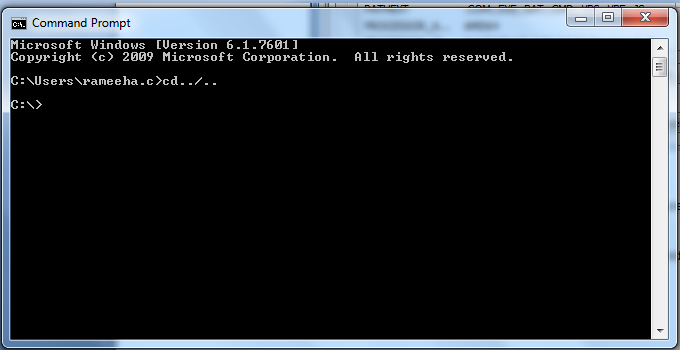 Command Prompt
Microsoft Windows [Version 6.1.7601]
Copyright (c) 2009 Microsoft Corporation.  All rights reserved.
C:\Users\rameeha.c>cd../..
C:\>